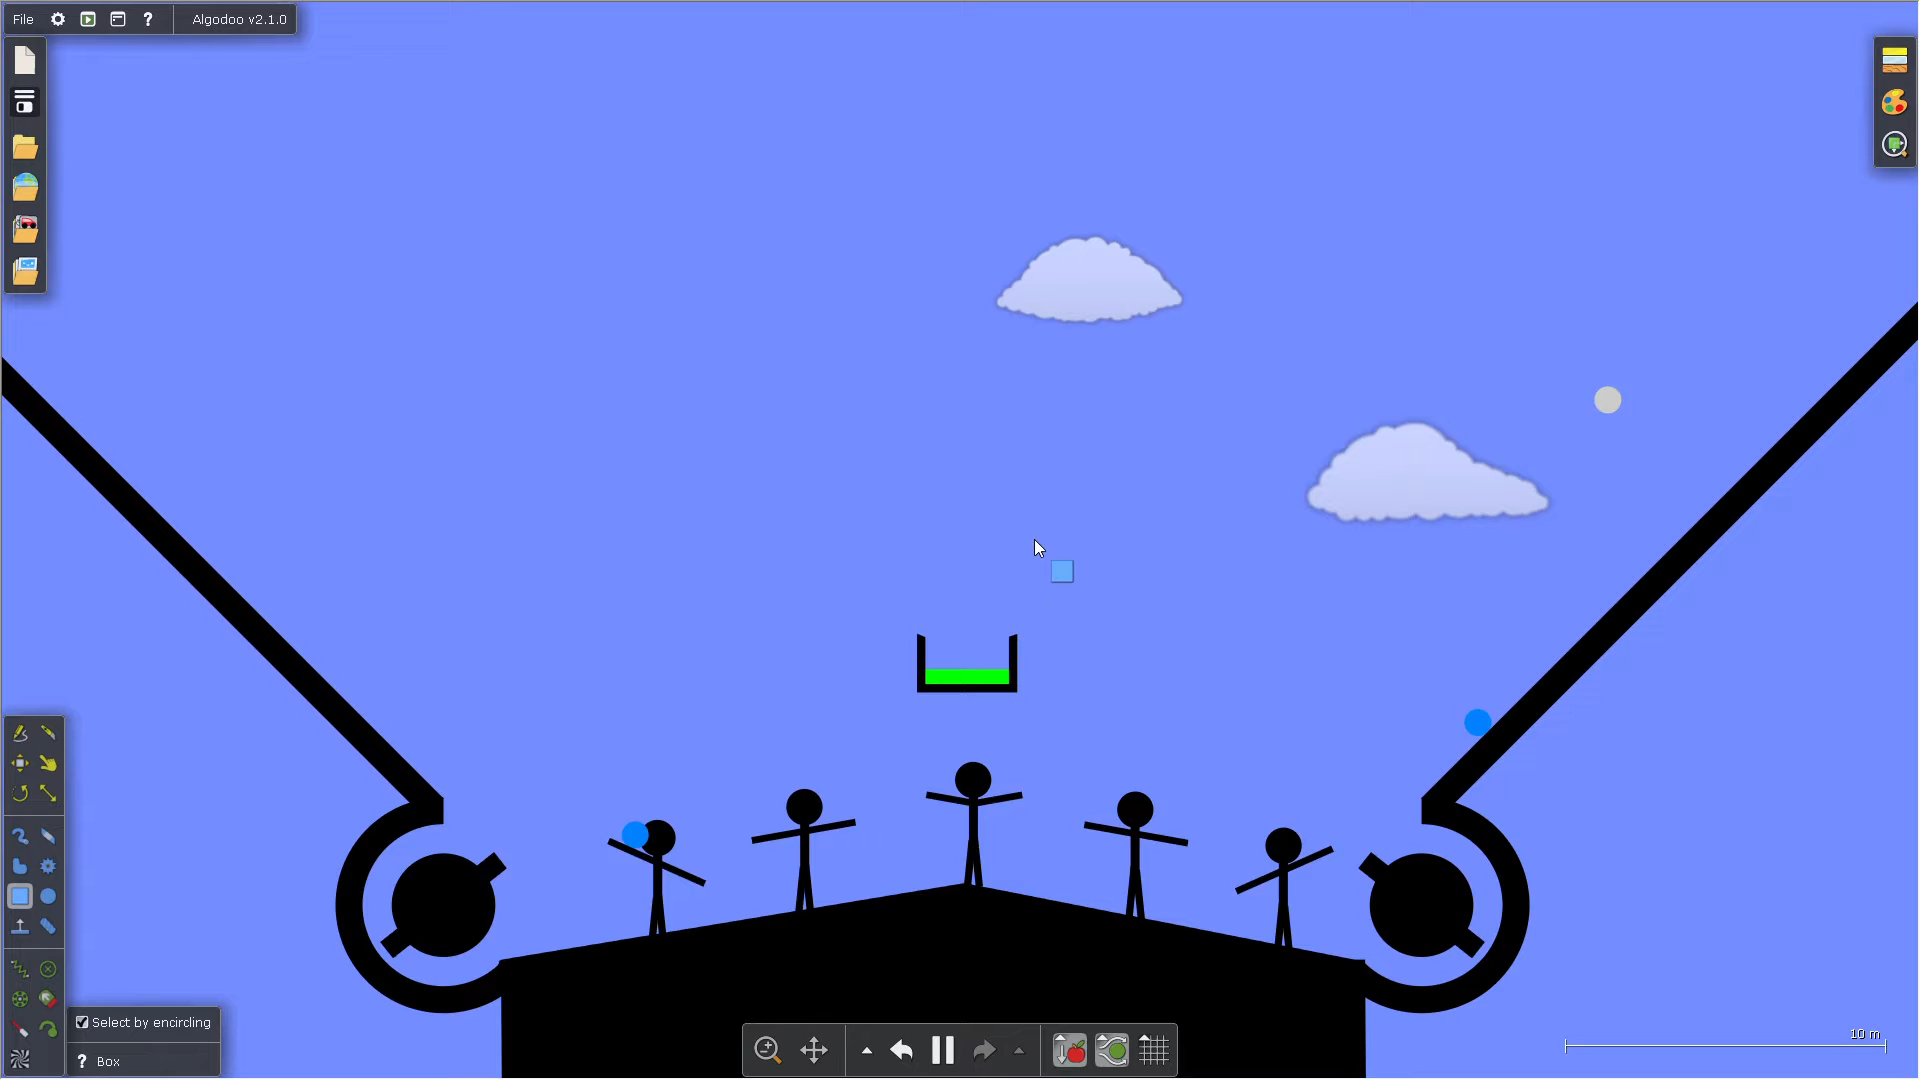 File ? Algodoo v2.1.0
Select by encircling
? Box
10 m